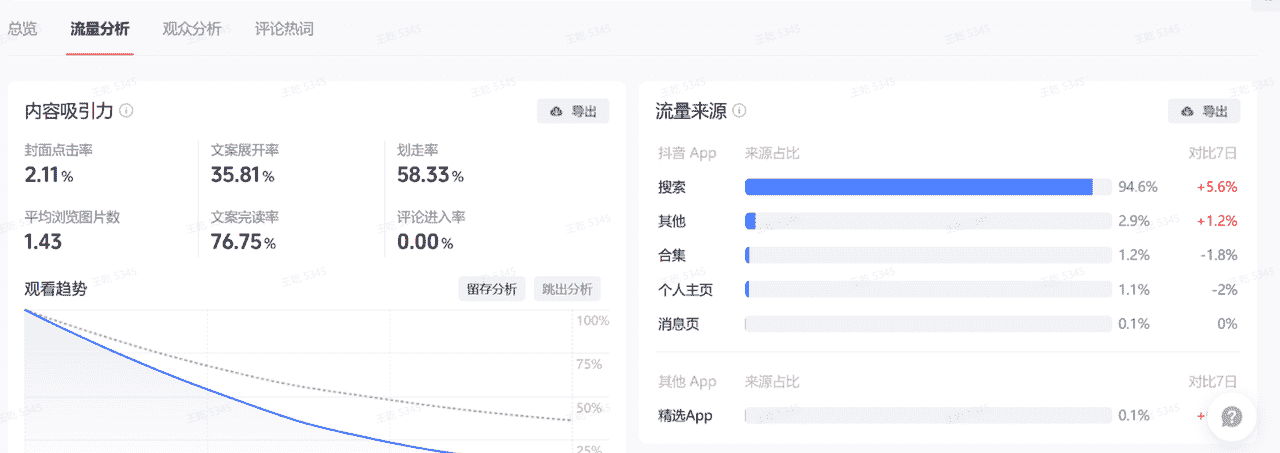 总览 流量分析 观众分析 评论热词
内容吸引力 导出
封面点击率 文案展开率 划走率
2.11% 35.81% 58.33%
平均浏览图片数 文案完读率 评论进入率
1.43 76.75% 0.00%
观看趋势 留存分析 跳出分析
100%
75%
50%
25%
流量来源 导出
抖音 App 来源占比 对比7日
搜索 94.6% +5.6%
其他 2.9% +1.2%
合集 1.2% -1.8%
个人主页 1.1% -2%
消息页 0.1% 0%
其他 App 来源占比 对比7日
精选App 0.1% +
王乾 5345